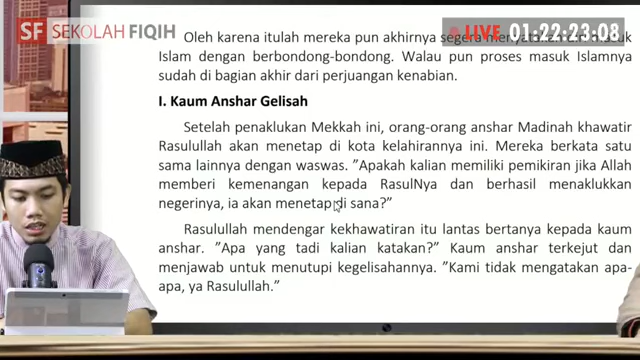 SF SEKOLAH FIQIH
LIVE 01:22:23:08
Oleh karena itulah mereka pun akhirnya segera menyatakan diri masuk
Islam dengan berbondong-bondong. Walau pun proses masuk Islamnya
sudah di bagian akhir dari perjuangan kenabian.
I. Kaum Anshar Gelisah
Setelah penaklukan Mekkah ini, orang-orang anshar Madinah khawatir
Rasulullah akan menetap di kota kelahirannya ini. Mereka berkata satu
sama lainnya dengan waswas. ”Apakah kalian memiliki pemikiran jika Allah
memberi kemenangan kepada RasulNya dan berhasil menaklukkan
negerinya, ia akan menetap di sana?”
Rasulullah mendengar kekhawatiran itu lantas bertanya kepada kaum
anshar. ”Apa yang tadi kalian katakan?” Kaum anshar terkejut dan
menjawab untuk menutupi kegelisahannya. ”Kami tidak mengatakan apa-
apa, ya Rasulullah.”